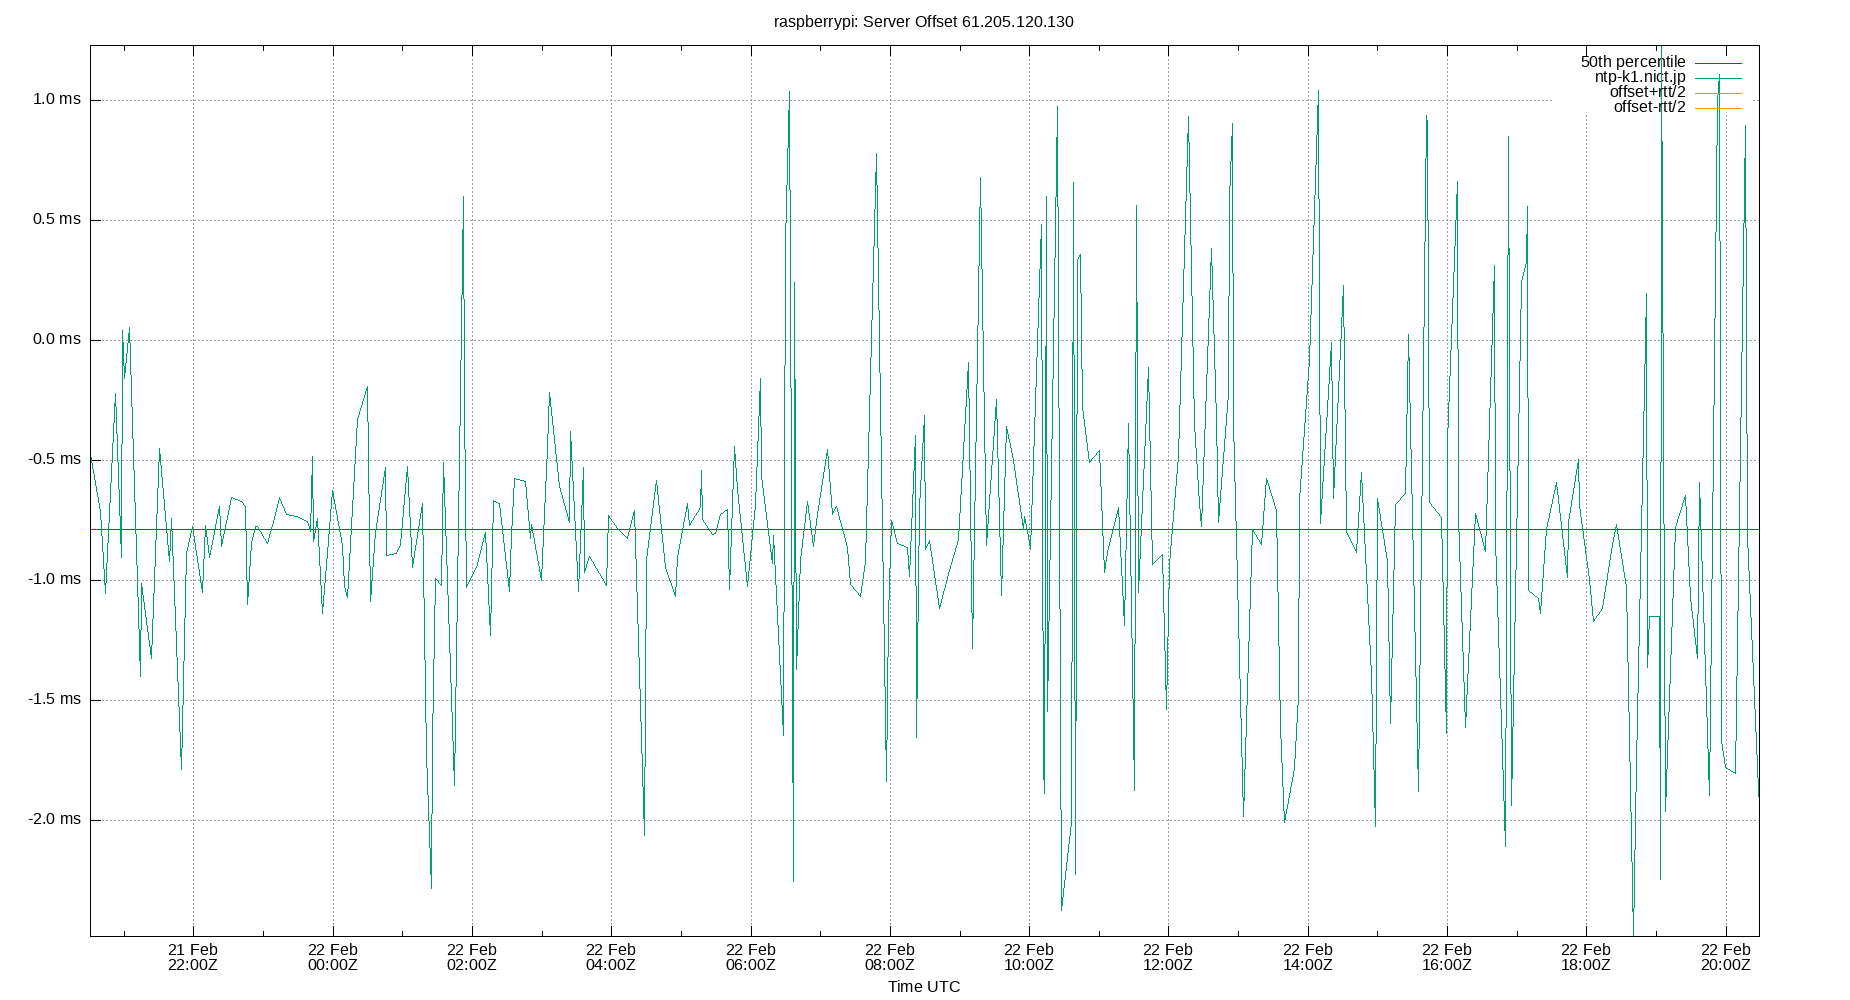 raspberrypi: Server Offset 61.205.120.130
50th percentile
ntp-k1.nict.jp
offset+rtt/2
offset-rtt/2
1.0 ms
0.5 ms
0.0 ms
-0.5 ms
-1.0 ms
-1.5 ms
-2.0 ms
21 Feb 22 Feb 22 Feb 22 Feb 22 Feb 22 Feb 22 Feb 22 Feb 22 Feb 22 Feb 22 Feb 22 Feb
22:00Z 00:00Z 02:00Z 04:00Z 06:00Z 08:00Z 10:00Z 12:00Z 14:00Z 16:00Z 18:00Z 20:00Z
Time UTC